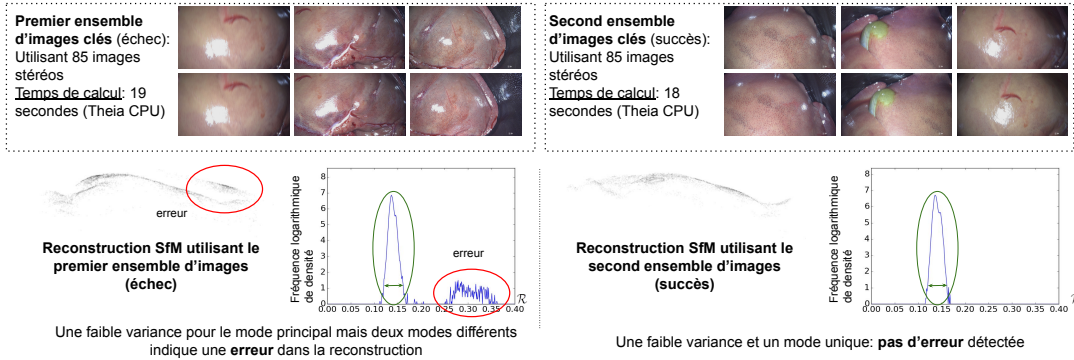 Premier ensemble
d'images clés (échec):
Utilisant 85 images
stéréos
Temps de calcul: 19
secondes (Theia CPU)
Second ensemble
d'images clés (succès):
Utilisant 85 images
stéréos
Temps de calcul: 18
secondes (Theia CPU)
erreur
Reconstruction SfM utilisant le
premier ensemble d'images
(échec)
Fréquence logarithmique
de densité
8
7
6
5
4
3
2
1
0
0.00 0.05 0.10 0.15 0.20 0.25 0.30 0.35 0.40
R
erreur
Une faible variance pour le mode principal mais deux modes différents
indique une erreur dans la reconstruction
Reconstruction SfM utilisant le
second ensemble d'images
(succès)
Fréquence logarithmique
de densité
8
7
6
5
4
3
2
1
0
0.00 0.05 0.10 0.15 0.20 0.25 0.30 0.35 0.40
Une faible variance et un mode unique: pas d'erreur détectée